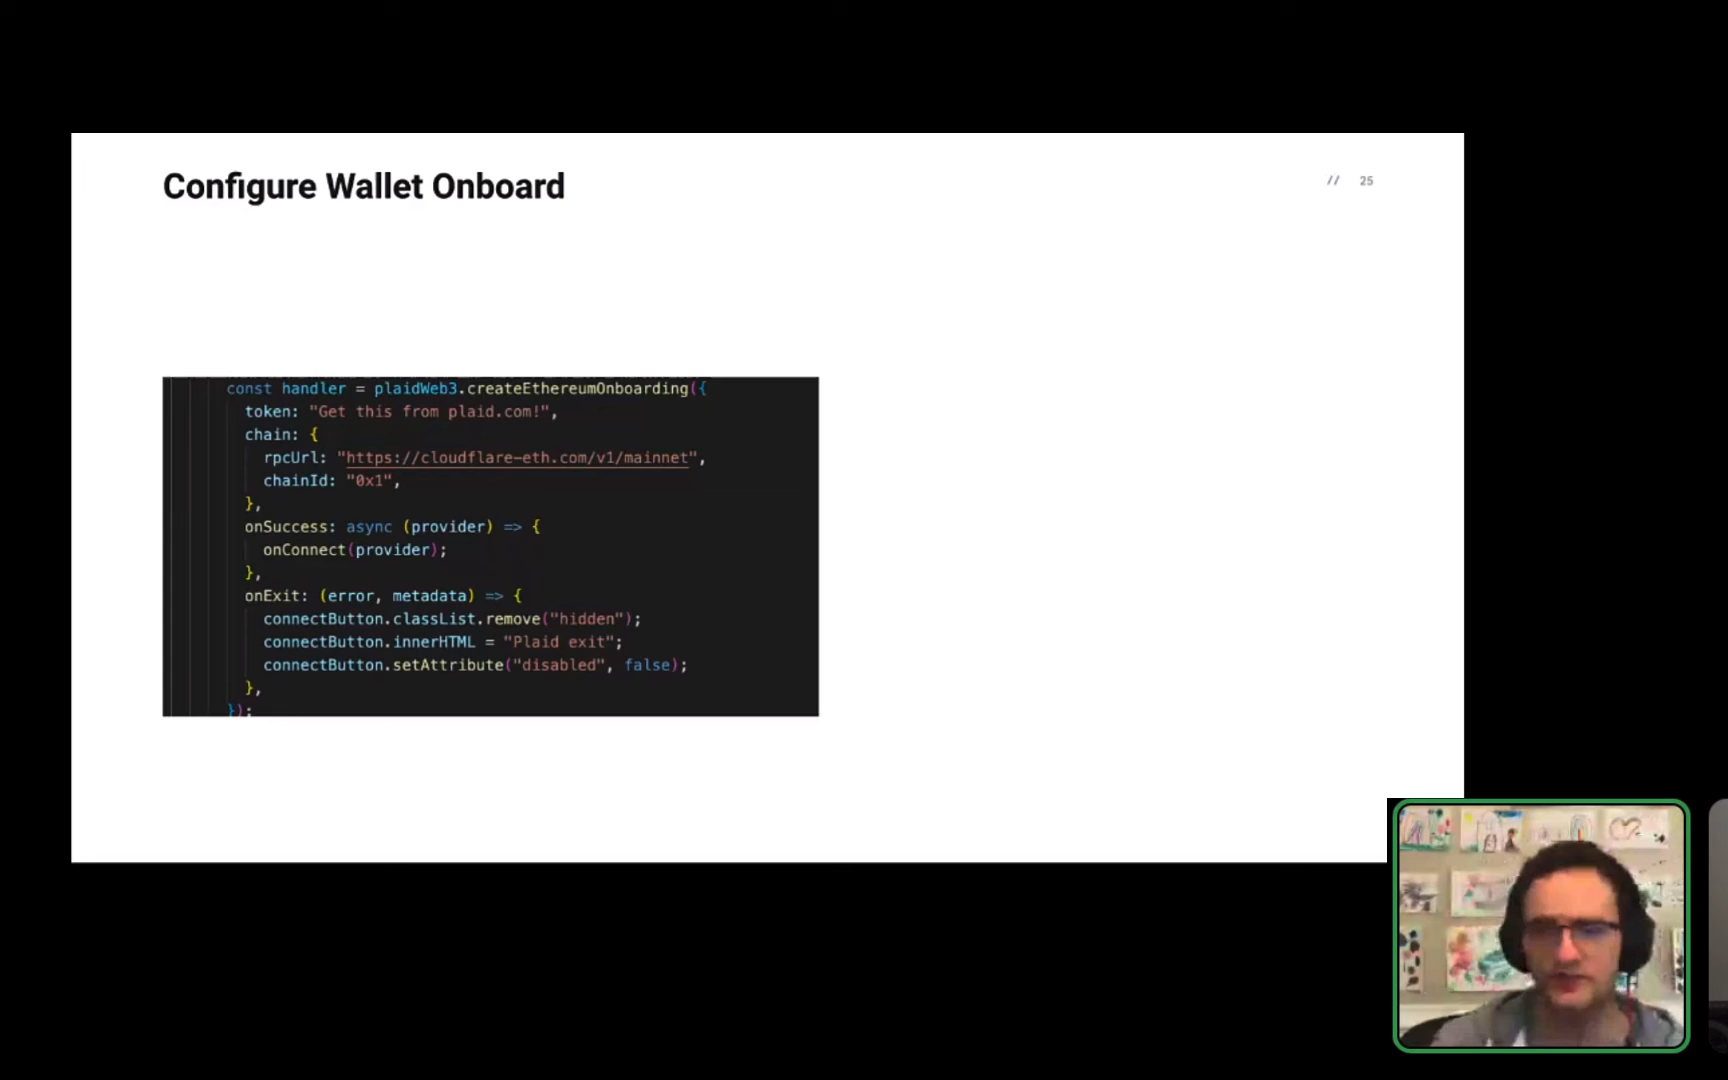 Configure Wallet Onboard
// 25
const handler = plaidWeb3.createEthereumOnboarding({
token: "Get this from plaid.com!",
chain: {
rpcUrl: "https://cloudflare-eth.com/v1/mainnet",
chainId: "0x1",
},
onSuccess: async (provider) => {
onConnect(provider);
},
onExit: (error, metadata) => {
connectButton.classList.remove("hidden");
connectButton.innerHTML = "Plaid exit";
connectButton.setAttribute("disabled", false);
},
});